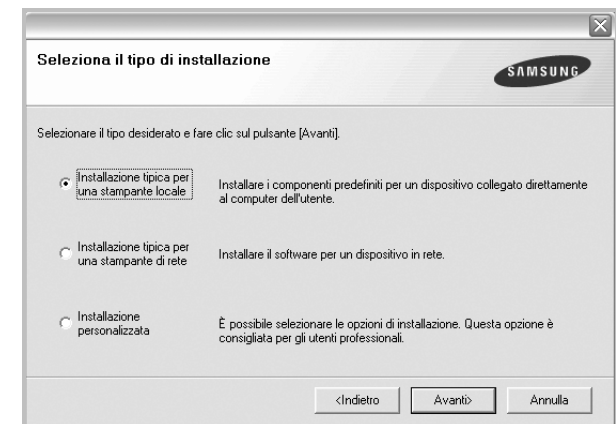 Seleziona il tipo di installazione
SAMSUNG
Selezionare il tipo desiderato e fare clic sul pulsante [Avanti].
Installazione tipica per
una stampante locale
Installare i componenti predefiniti per un dispositivo collegato direttamente
al computer dell'utente.
Installazione tipica per
una stampante di rete
Installare il software per un dispositivo in rete.
Installazione
personalizzata
È possibile selezionare le opzioni di installazione. Questa opzione è
consigliata per gli utenti professionali.
<Indietro
Avanti>
Annulla